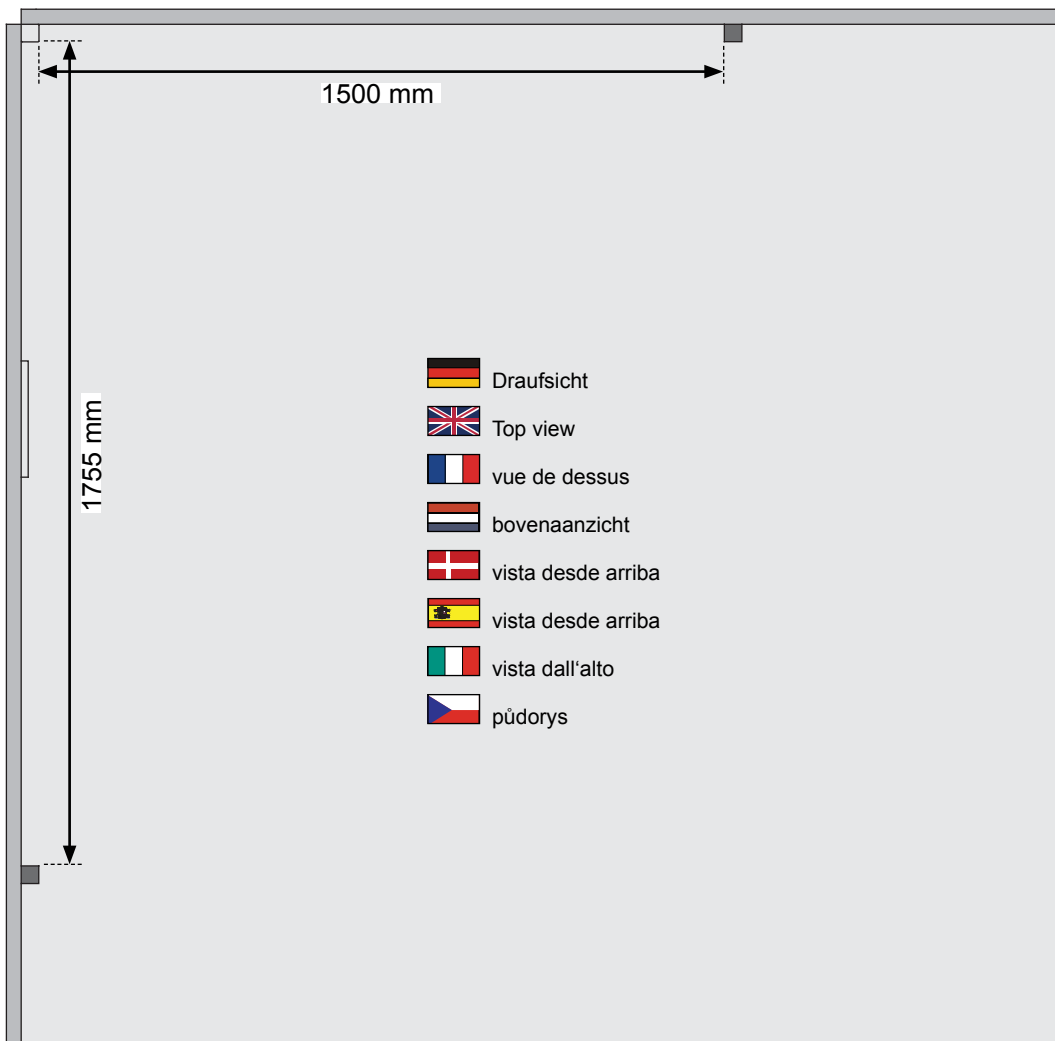 1500 mm
1755 mm
Draufsicht
Top view
vue de dessus
bovenaanzicht
vista desde arriba
vista desde arriba
vista dall‘alto
půdorys